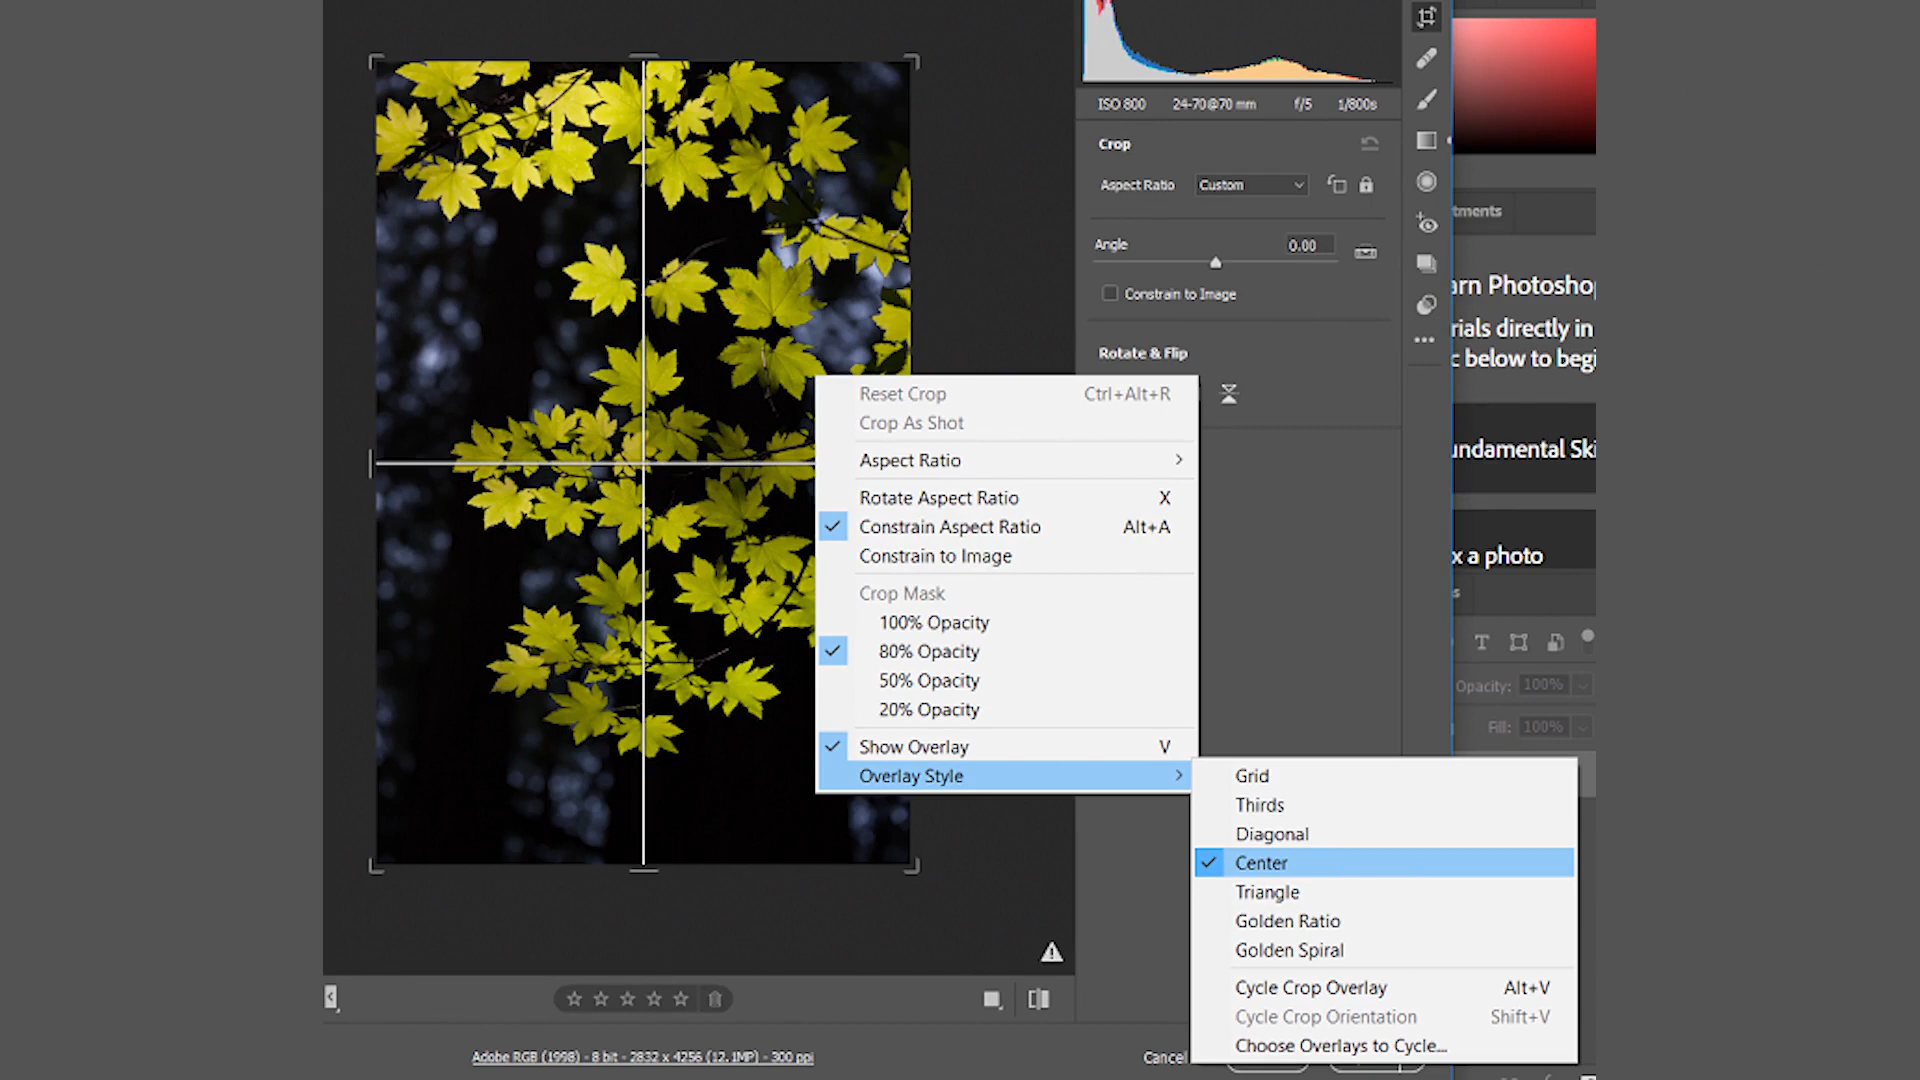 ISO 800 24-70@70 mm f/5 1/800s
Crop
Aspect Ratio Custom
Angle 0.00
Constrain to Image
Rotate & Flip
Reset Crop Ctrl+Alt+R
Crop As Shot
Aspect Ratio
Rotate Aspect Ratio X
Constrain Aspect Ratio Alt+A
Constrain to Image
Crop Mask
100% Opacity
80% Opacity
50% Opacity
20% Opacity
Show Overlay V
Overlay Style
Grid
Thirds
Diagonal
Center
Triangle
Golden Ratio
Golden Spiral
Cycle Crop Overlay Alt+V
Cycle Crop Orientation Shift+V
Choose Overlays to Cycle...
tments
arn Photoshop
rials directly in
c below to begi
undamental Ski
x a photo
s
Opacity: 100%
Fill: 100%
Adobe RGB (1998) - 8 bit - 2832 x 4256 (12.1MP) - 300 ppi
Cancel